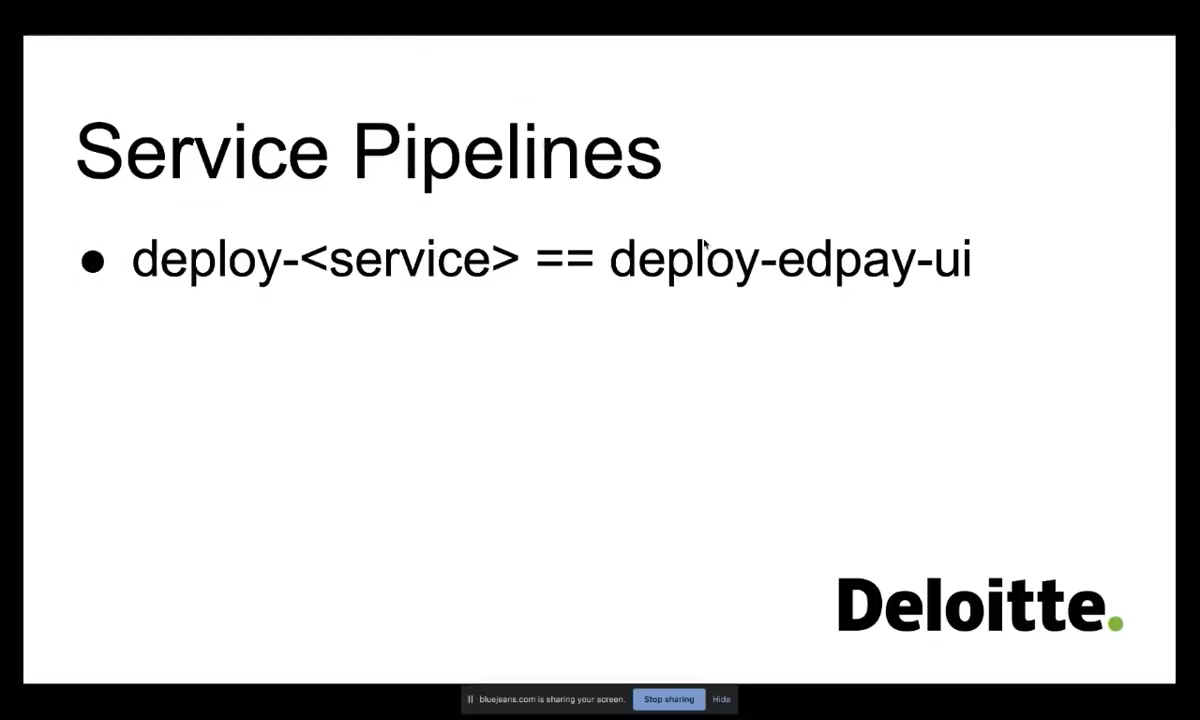 Service Pipelines
● deploy-<service> == deploy-edpay-ui
Deloitte.
bluejeans.com is sharing your screen. Stop sharing Hide